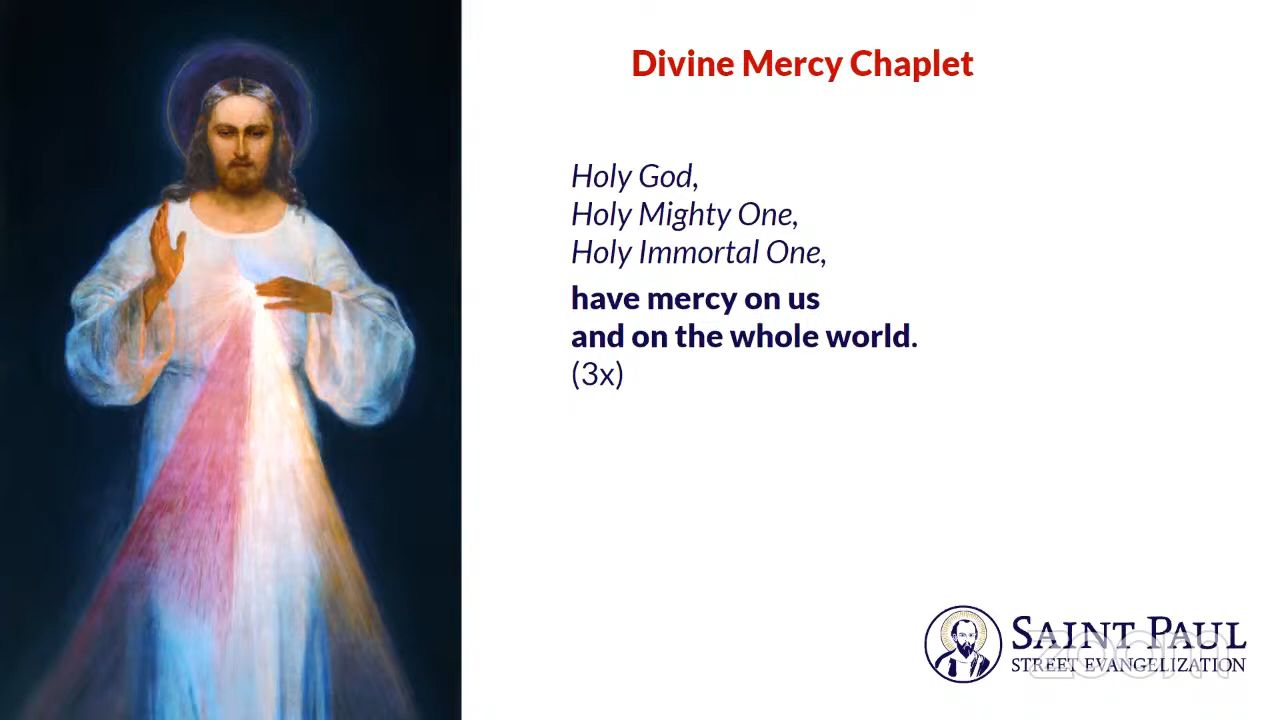 Divine Mercy Chaplet
Holy God,
Holy Mighty One,
Holy Immortal One,
have mercy on us
and on the whole world.
(3x)
SAINT PAUL
STREET EVANGELIZATION
zoom